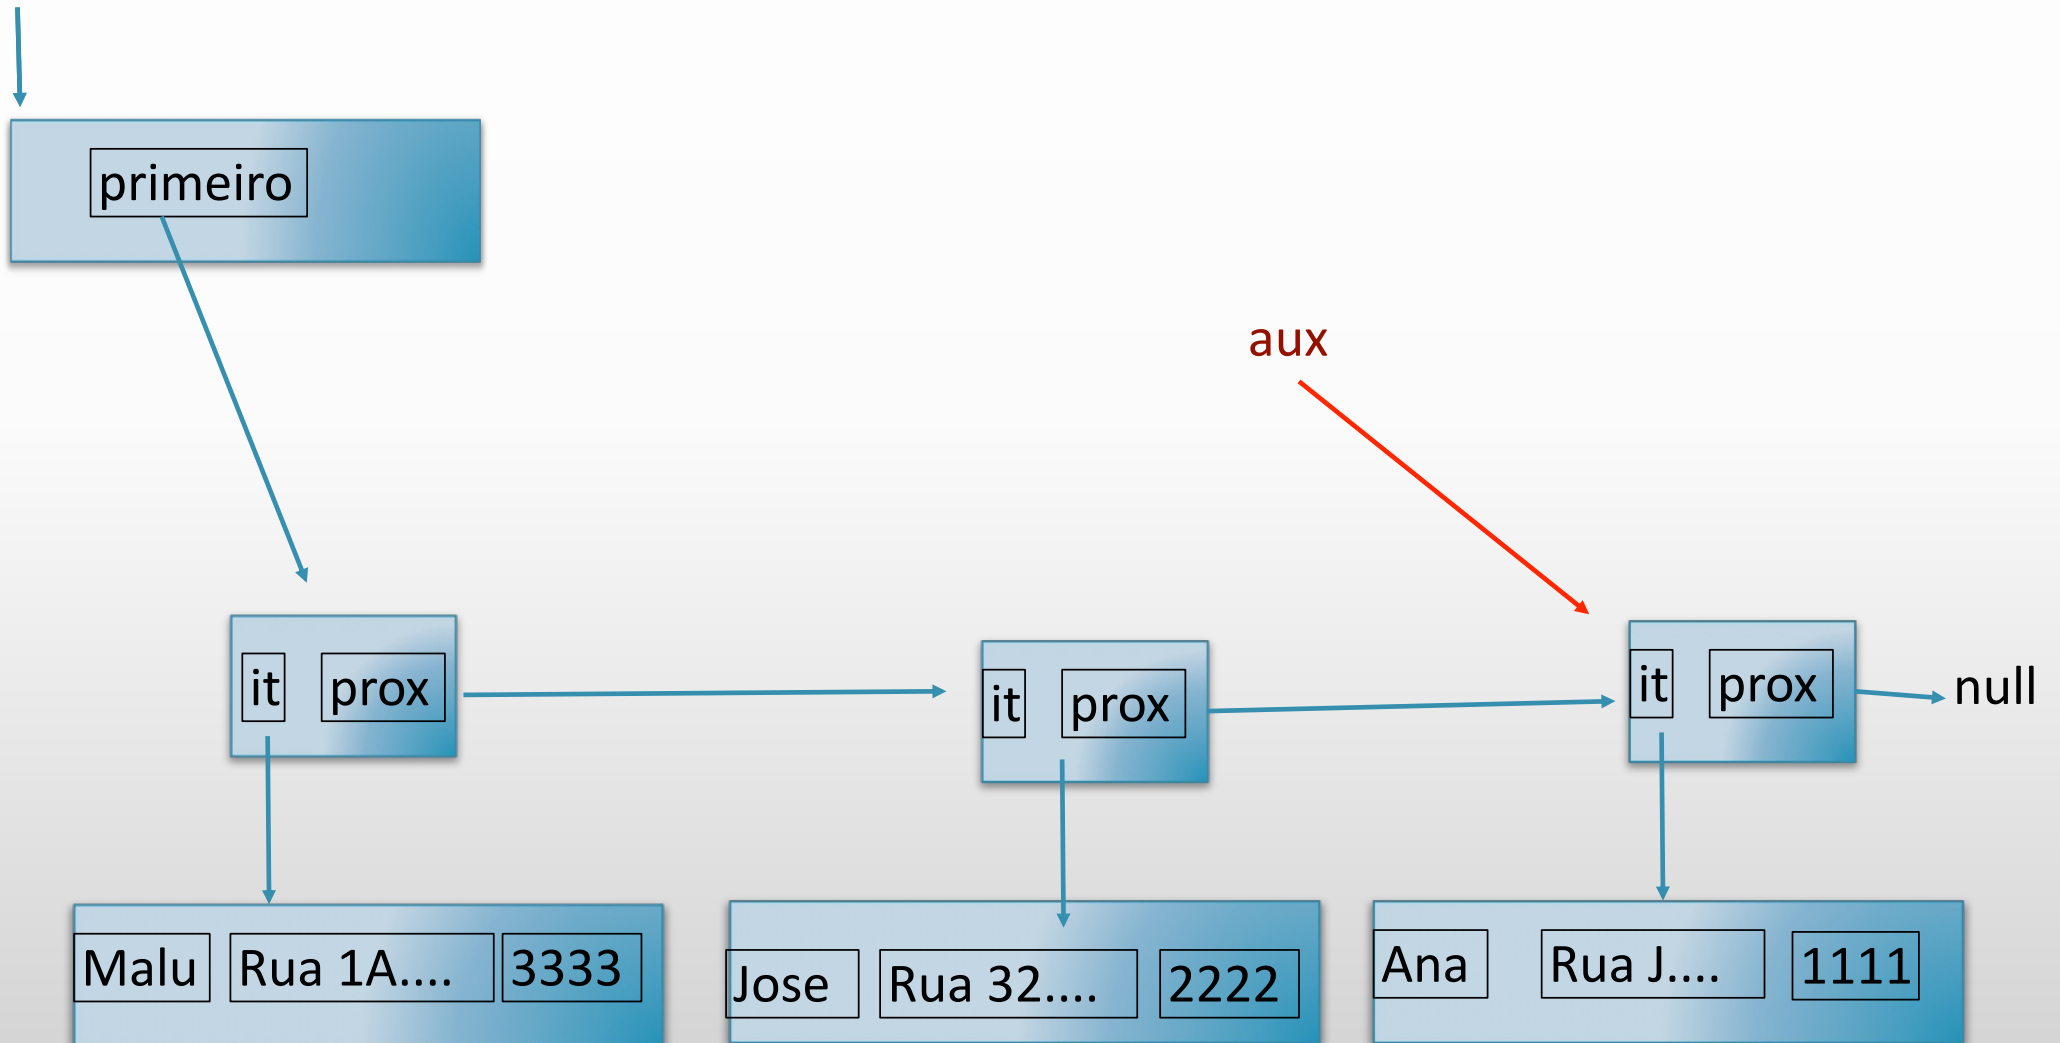 primeiro
aux
it prox
it prox
it prox
null
Malu Rua 1A.... 3333
Jose Rua 32.... 2222
Ana Rua J.... 1111